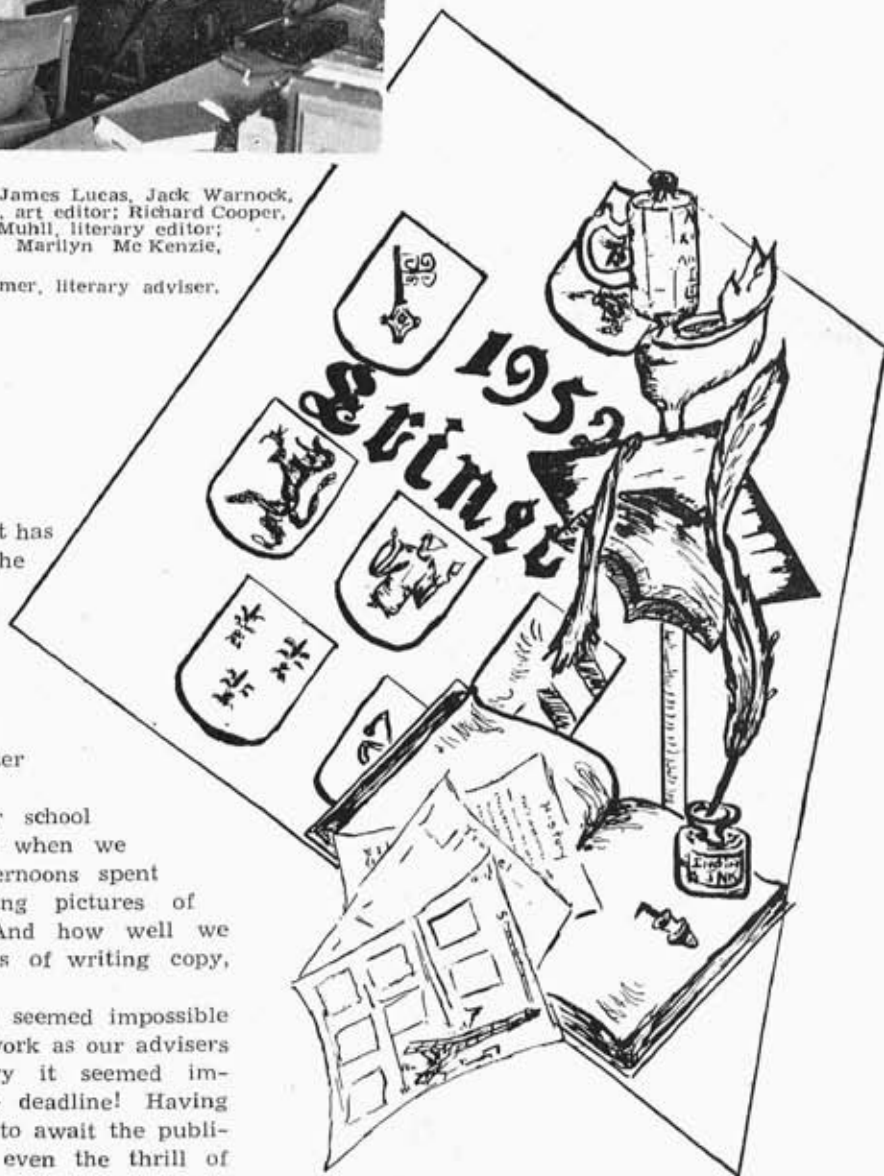 James Lucas, Jack Warnock,
, art editor; Richard Cooper,
Muhll, literary editor;
Marilyn Mc Kenzie,
mer, literary adviser.
195
t has
he
er
r school
when we
ernoons spent
ng pictures of
And how well we
s of writing copy,
seemed impossible
work as our advisers
y it seemed im-
deadline! Having
to await the publi-
even the thrill of
History
INK